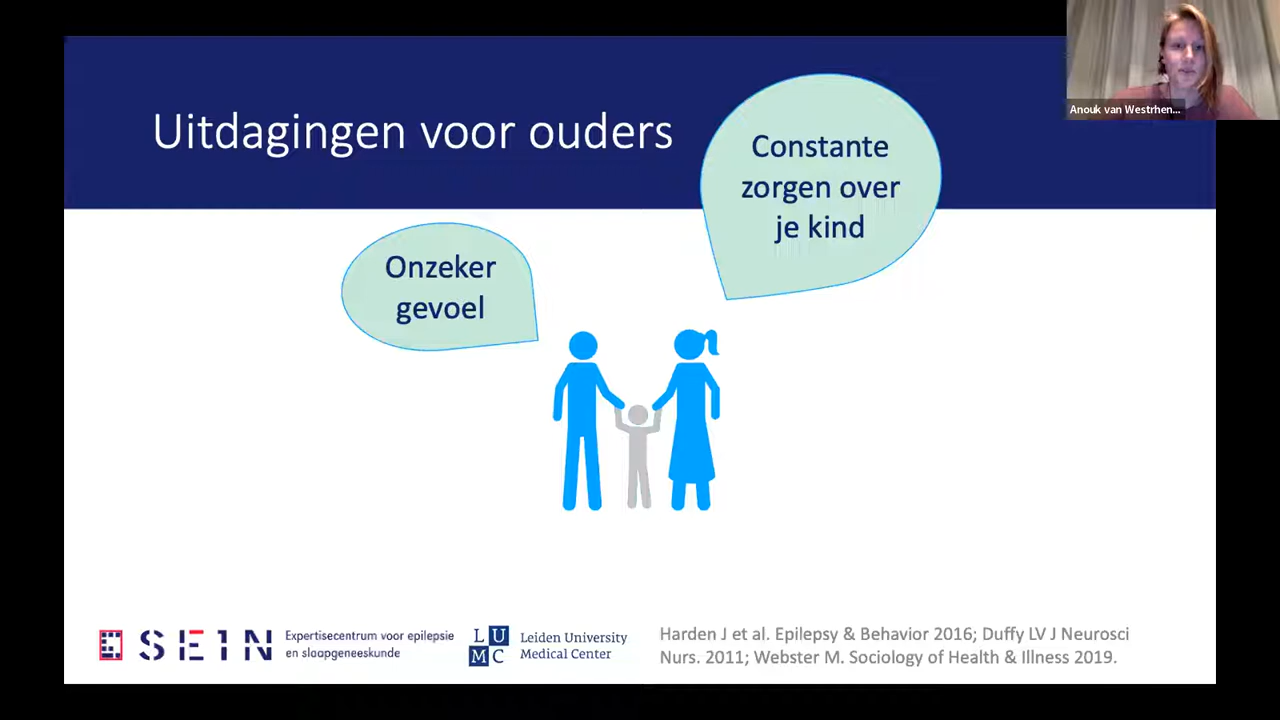 Uitdagingen voor ouders
Constante
zorgen over
je kind
Onzeker
gevoel
Anouk van Westrhen...
SE1N
Expertisecentrum voor epilepsie
en slaapgeneeskunde
LU
MC
Leiden University
Medical Center
Harden J et al. Epilepsy & Behavior 2016; Duffy LV J Neurosci
Nurs. 2011; Webster M. Sociology of Health & Illness 2019.